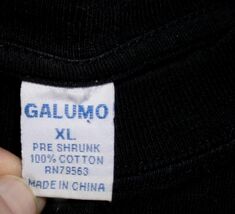 GALUMO
XL
PRE SHRUNK
100% COTTON
RN79563
MADE IN CHINA